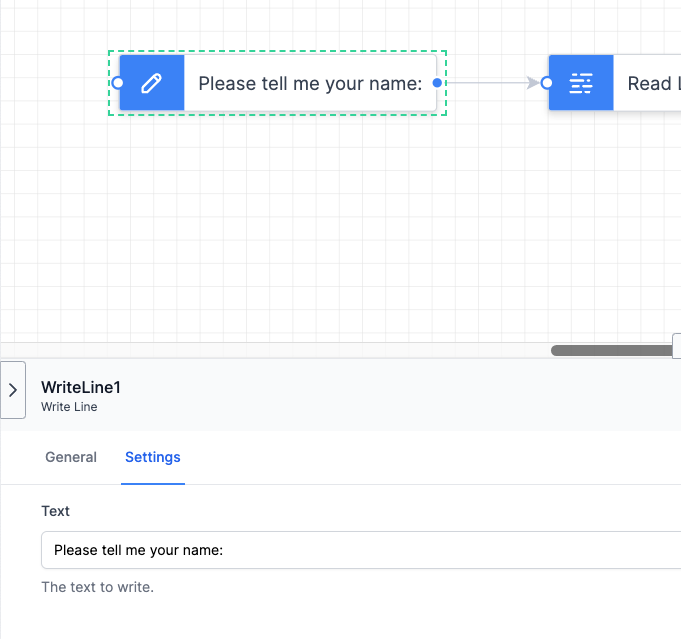 Please tell me your name:
Read
WriteLine1
Write Line
General
Settings
Text
Please tell me your name:
The text to write.